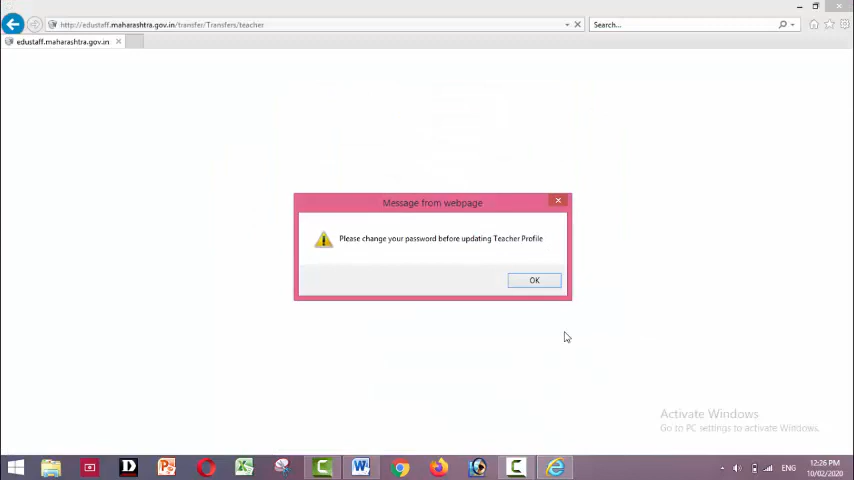 http://edustaff.maharashtra.gov.in/transfer/Transfers/teacher
Search...
edustaff.maharashtra.gov.in
Message from webpage
Please change your password before updating Teacher Profile
OK
Activate Windows
Go to PC settings to activate Windows.
ENG
12:26 PM
10/02/2020